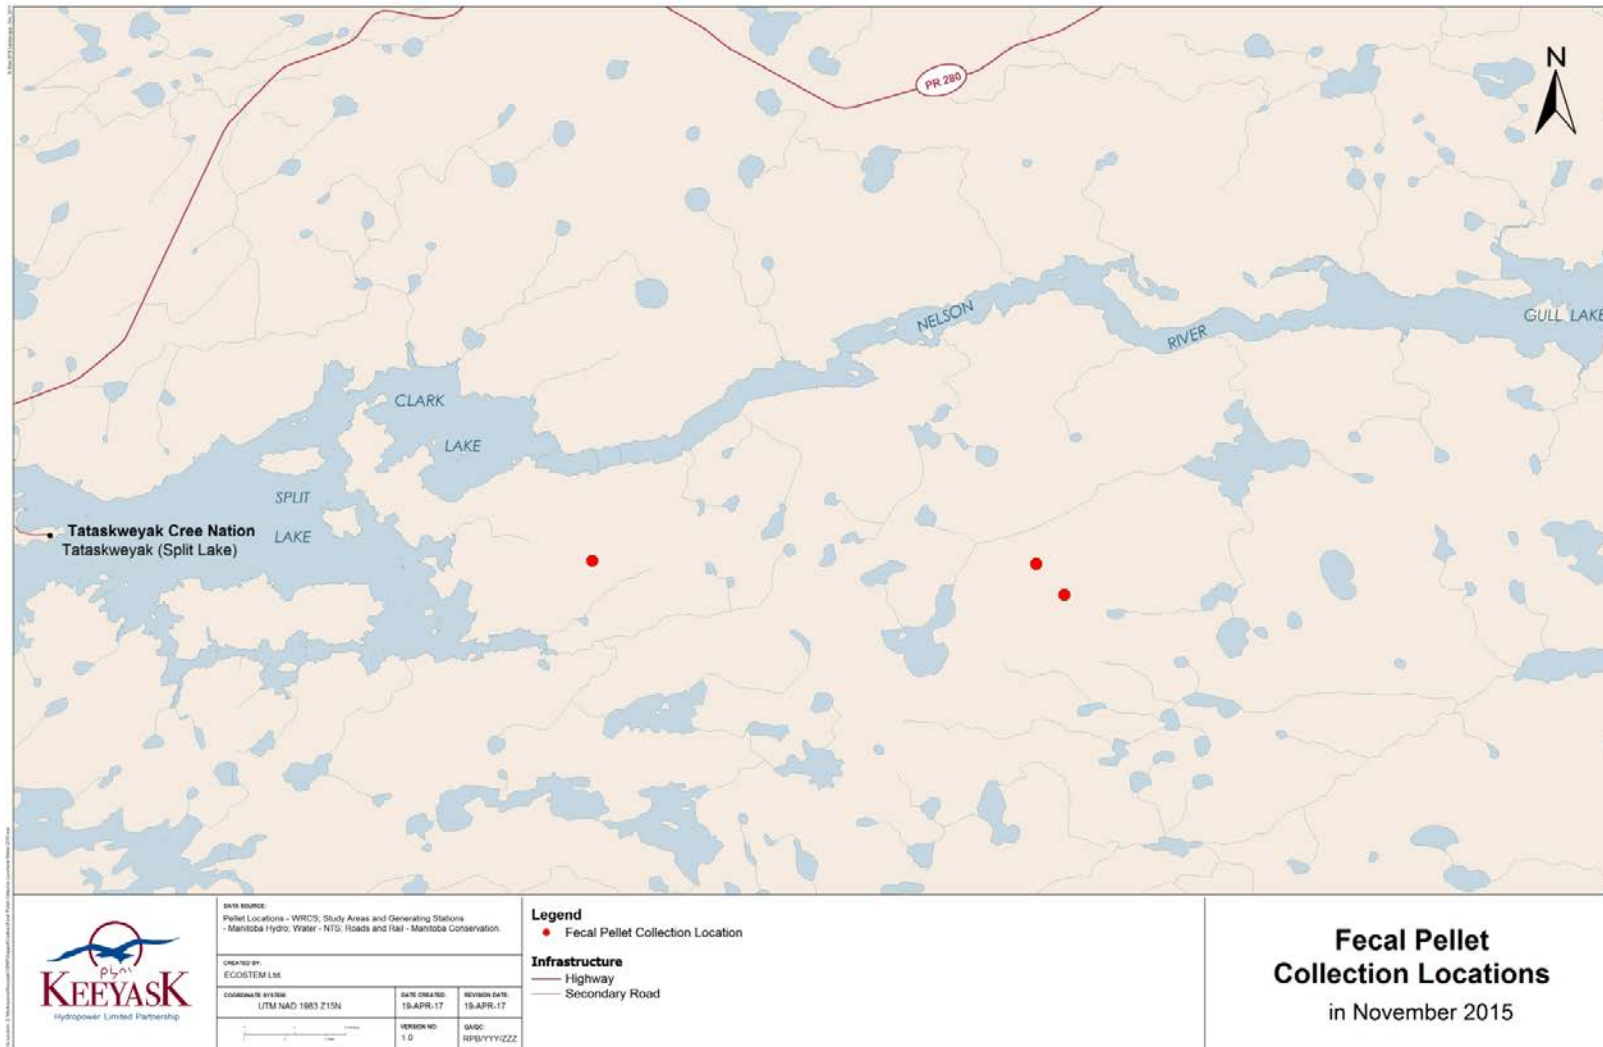 PR 280
N
NELSON
RIVER
GULL LAKE
CLARK
LAKE
SPLIT
LAKE
Tataskweyak Cree Nation
Tataskweyak (Split Lake)
ᑭᔭᐢᐠ
KEEYASK
Hydropower Limited Partnership
DATA SOURCE:
Pellet Locations - WRCS; Study Areas and Generating Stations
- Manitoba Hydro; Water - NTS; Roads and Rail - Manitoba Conservation.
CREATED BY:
ECOSTEM Ltd.
COORDINATE SYSTEM:
UTM NAD 1983 Z15N
DATE CREATED:
19-APR-17
REVISION DATE:
19-APR-17
VERSION NO:
1.0
QA/QC:
RPB/YYY/ZZZ
Legend
Fecal Pellet Collection Location
Infrastructure
Highway
Secondary Road
Fecal Pellet
Collection Locations
in November 2015